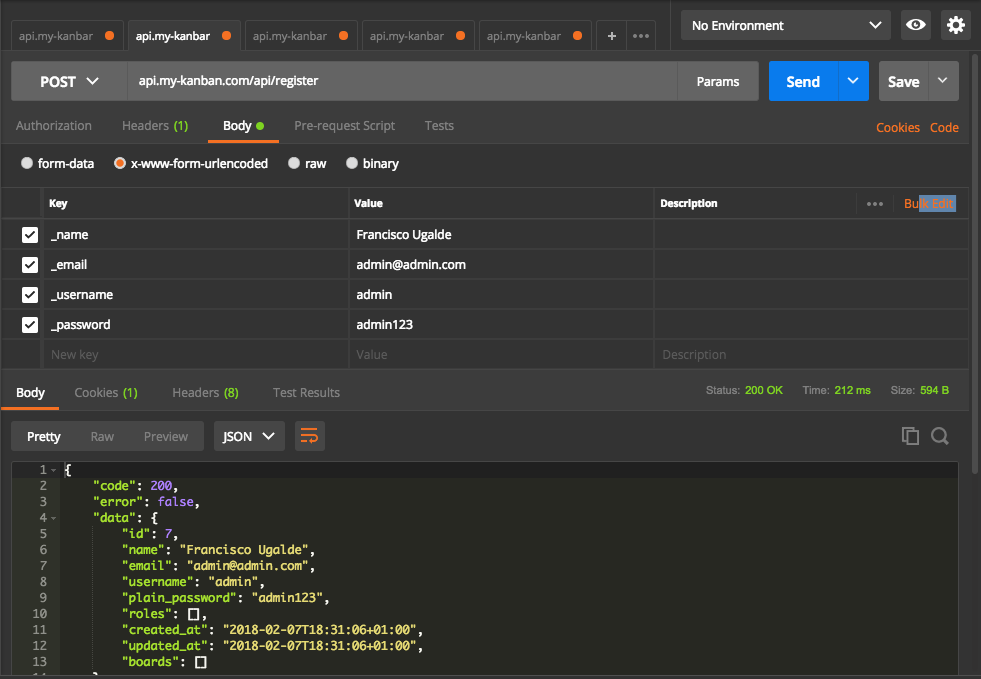 api.my-kanbar api.my-kanbar api.my-kanbar api.my-kanbar api.my-kanbar + ••• No Environment
POST api.my-kanban.com/api/register Params Send Save
Authorization Headers (1) Body Pre-request Script Tests Cookies Code
form-data x-www-form-urlencoded raw binary
Key Value Description ••• Bulk Edit
_name Francisco Ugalde
_email admin@admin.com
_username admin
_password admin123
New key Value Description
Body Cookies (1) Headers (8) Test Results Status: 200 OK Time: 212 ms Size: 594 B
Pretty Raw Preview JSON
1 {
2 "code": 200,
3 "error": false,
4 "data": {
5 "id": 7,
6 "name": "Francisco Ugalde",
7 "email": "admin@admin.com",
8 "username": "admin",
9 "plain_password": "admin123",
10 "roles": [],
11 "created_at": "2018-02-07T18:31:06+01:00",
12 "updated_at": "2018-02-07T18:31:06+01:00",
13 "boards": []